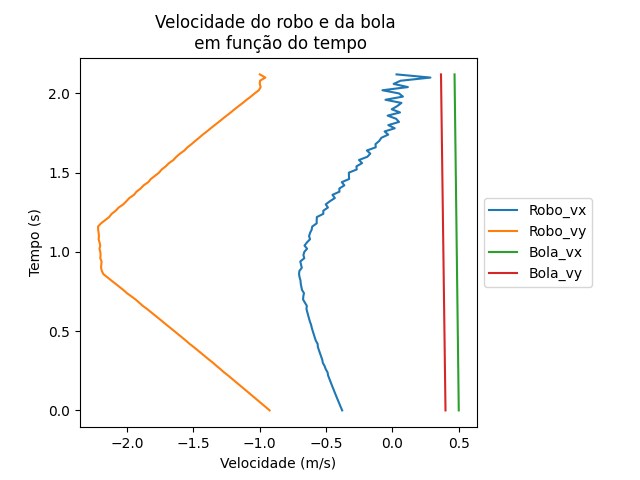 Velocidade do robo e da bola
em função do tempo
Tempo (s)
2.0
1.5
1.0
0.5
0.0
−2.0
−1.5
−1.0
−0.5
0.0
0.5
Velocidade (m/s)
Robo_vx
Robo_vy
Bola_vx
Bola_vy